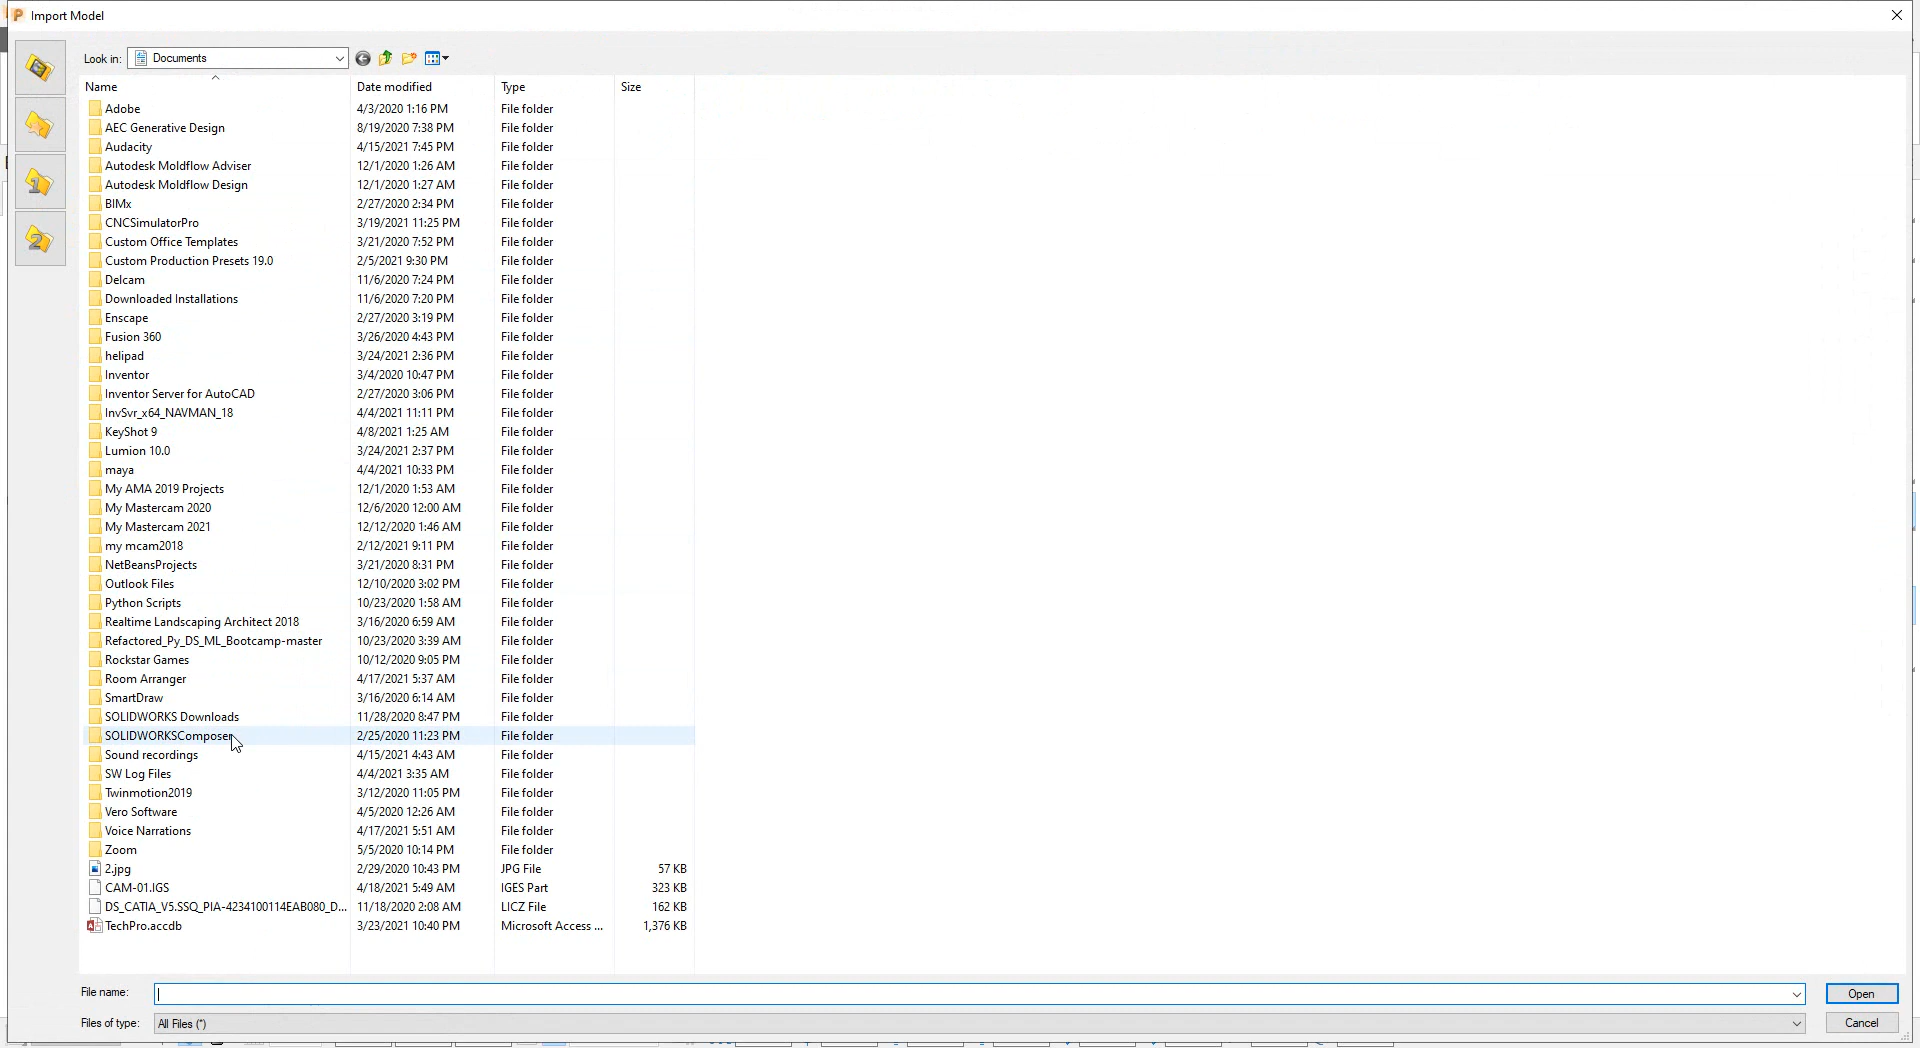 Import Model
Look in: Documents
Name Date modified Type Size
Adobe 4/3/2020 1:16 PM File folder
AEC Generative Design 8/19/2020 7:38 PM File folder
Audacity 4/15/2021 7:45 PM File folder
Autodesk Moldflow Adviser 12/1/2020 1:26 AM File folder
Autodesk Moldflow Design 12/1/2020 1:27 AM File folder
BIMx 2/27/2020 2:34 PM File folder
CNCSimulatorPro 3/19/2021 11:25 PM File folder
Custom Office Templates 3/21/2020 7:52 PM File folder
Custom Production Presets 19.0 2/5/2021 9:30 PM File folder
Delcam 11/6/2020 7:24 PM File folder
Downloaded Installations 11/6/2020 7:20 PM File folder
Enscape 2/27/2020 3:19 PM File folder
Fusion 360 3/26/2020 4:43 PM File folder
helipad 3/24/2021 2:36 PM File folder
Inventor 3/4/2020 10:47 PM File folder
Inventor Server for AutoCAD 2/27/2020 3:06 PM File folder
InvSvr_x64_NAVMAN_18 4/4/2021 11:11 PM File folder
KeyShot 9 4/8/2021 1:25 AM File folder
Lumion 10.0 3/24/2021 2:37 PM File folder
maya 4/4/2021 10:33 PM File folder
My AMA 2019 Projects 12/1/2020 1:53 AM File folder
My Mastercam 2020 12/6/2020 12:00 AM File folder
My Mastercam 2021 12/12/2020 1:46 AM File folder
my mcam2018 2/12/2021 9:11 PM File folder
NetBeansProjects 3/21/2020 8:31 PM File folder
Outlook Files 12/10/2020 3:02 PM File folder
Python Scripts 10/23/2020 1:58 AM File folder
Realtime Landscaping Architect 2018 3/16/2020 6:59 AM File folder
Refactored_Py_DS_ML_Bootcamp-master 10/23/2020 3:39 AM File folder
Rockstar Games 10/12/2020 9:05 PM File folder
Room Arranger 4/17/2021 5:37 AM File folder
SmartDraw 3/16/2020 6:14 AM File folder
SOLIDWORKS Downloads 11/28/2020 8:47 PM File folder
SOLIDWORKSComposer 2/25/2020 11:23 PM File folder
Sound recordings 4/15/2021 4:43 AM File folder
SW Log Files 4/4/2021 3:35 AM File folder
Twinmotion2019 3/12/2020 11:05 PM File folder
Vero Software 4/5/2020 12:26 AM File folder
Voice Narrations 4/17/2021 5:51 AM File folder
Zoom 5/5/2020 10:14 PM File folder
2.jpg 2/29/2020 10:43 PM JPG File 57 KB
CAM-01.IGS 4/18/2021 5:49 AM IGES Part 323 KB
DS_CATIA_V5.SSQ_PIA-4234100114EAB080_D... 11/18/2020 2:08 AM LICZ File 162 KB
TechPro.accdb 3/23/2021 10:40 PM Microsoft Access ... 1,376 KB
File name: Open
Files of type: All Files (*) Cancel